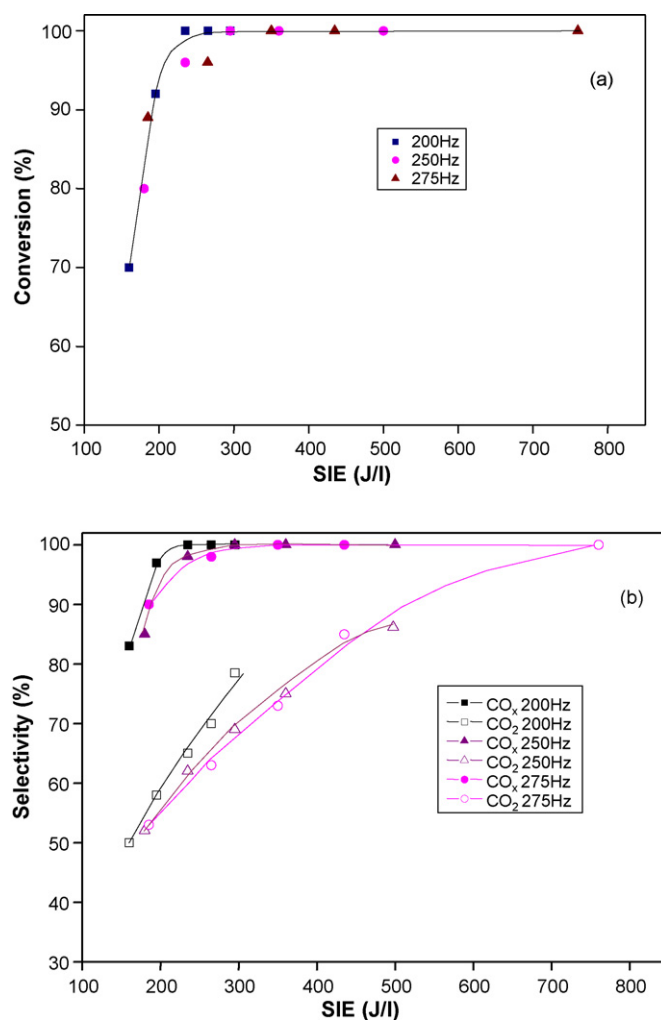 100
90
80
70
60
50
Conversion (%)
(a)
200Hz
250Hz
275Hz
100 200 300 400 500 600 700 800
SIE (J/l)
100
90
80
70
60
50
40
30
Selectivity (%)
(b)
COx 200Hz
CO2 200Hz
COx 250Hz
CO2 250Hz
COx 275Hz
CO2 275Hz
100 200 300 400 500 600 700 800
SIE (J/l)